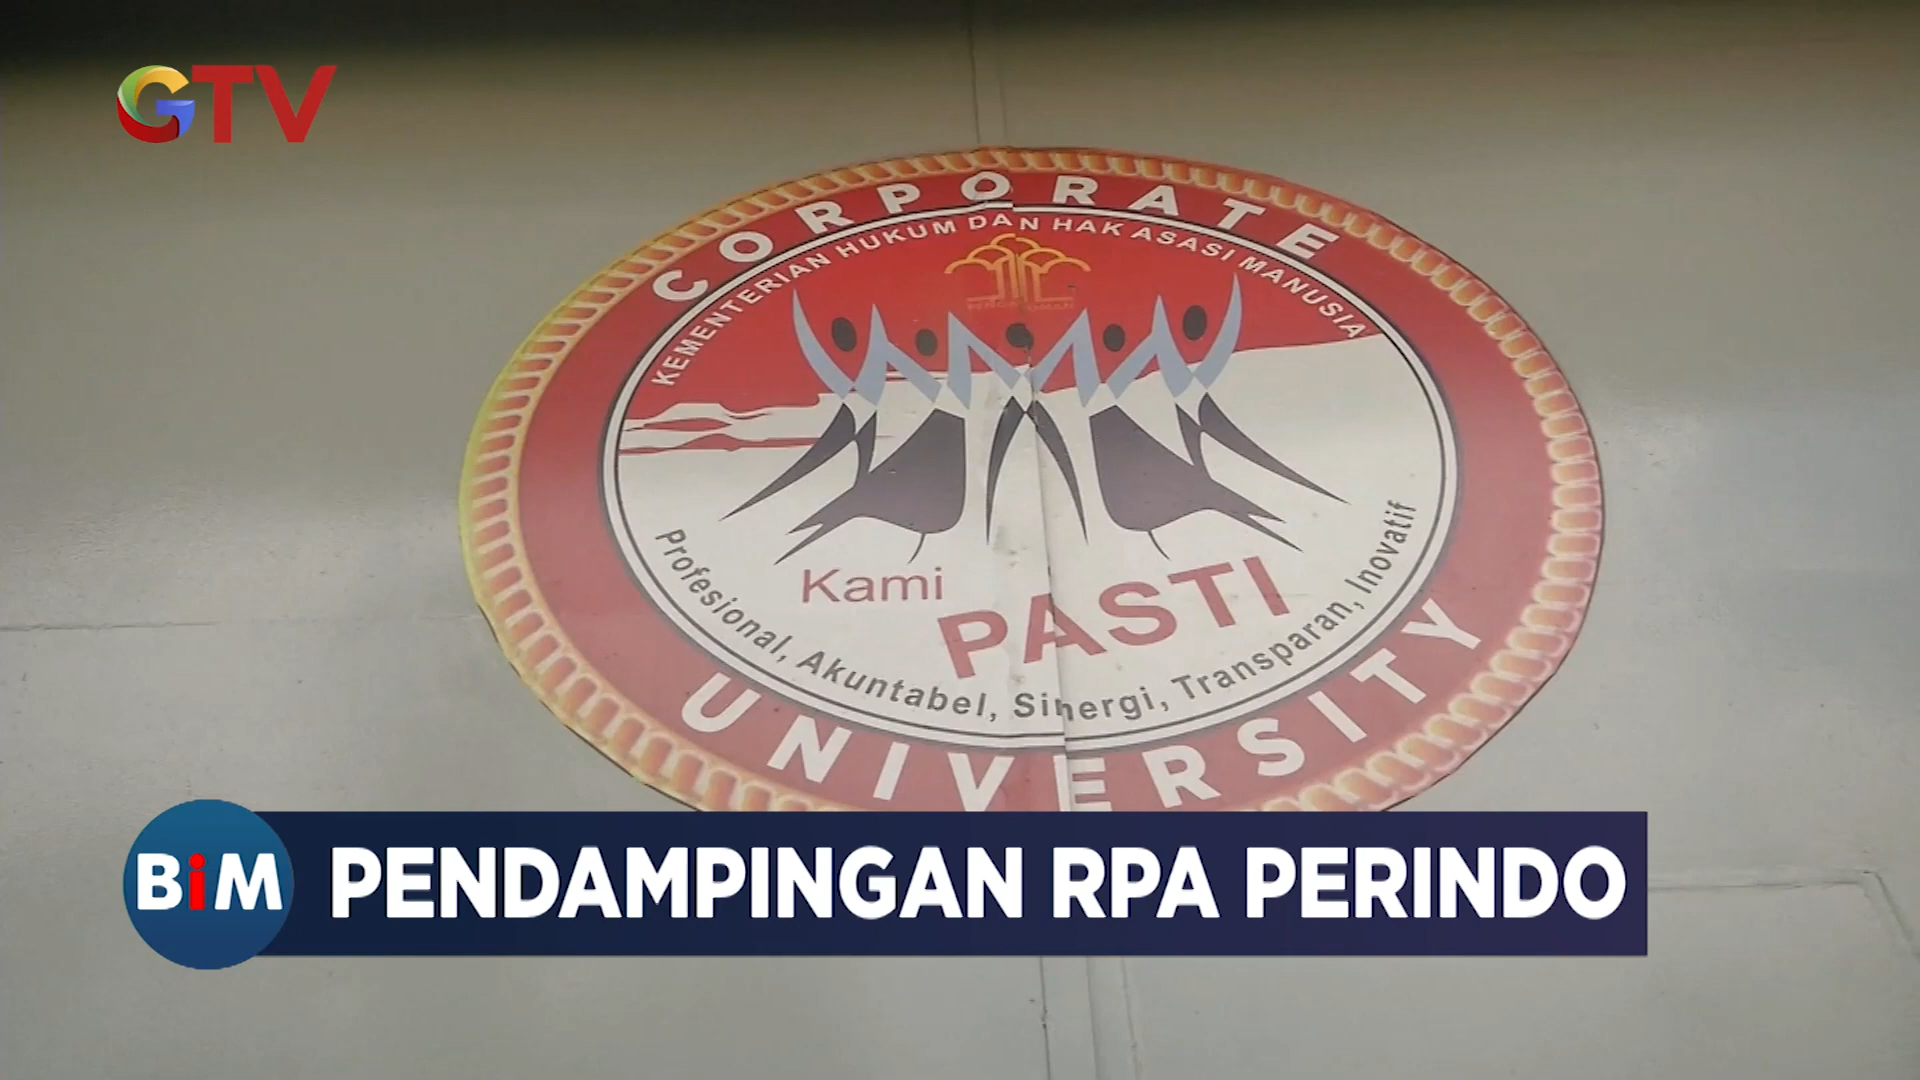 GTV
CORPORATE
KEMENTERIAN HUKUM DAN HAK ASASI MANUSIA
Kami
PASTI
Profesional, Akuntabel, Sinergi, Transparan, Inovatif
UNIVERSITY
BiM
PENDAMPINGAN RPA PERINDO